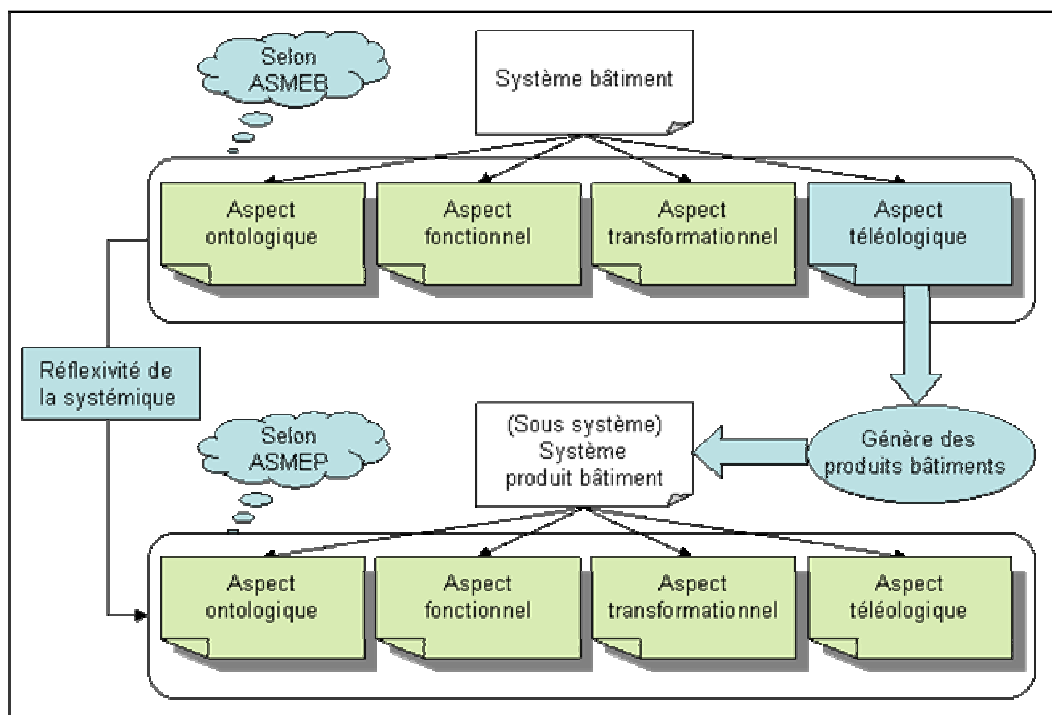 Selon
ASMEB
Système bâtiment
Aspect
ontologique
Aspect
fonctionnel
Aspect
transformationnel
Aspect
téléologique
Réflexivité de
la systémique
Selon
ASMEP
(Sous système)
Système
produit bâtiment
Génère des
produits bâtiments
Aspect
ontologique
Aspect
fonctionnel
Aspect
transformationnel
Aspect
téléologique